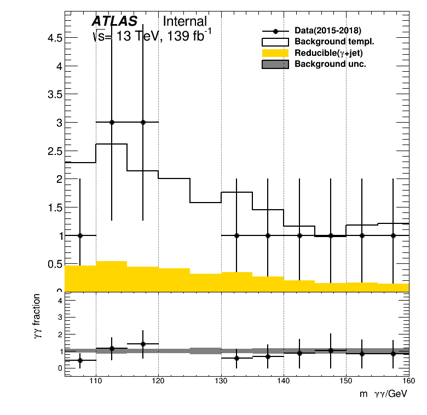 ATLAS Internal
√s= 13 TeV, 139 fb⁻¹
Data(2015-2018)
Background templ.
Reducible(γ+jet)
Background unc.
4.5
4
3.5
3
2.5
2
1.5
1
0.5
0
γγ fraction
4
3
2
1
0
110 120 130 140 150 160
m γγ/GeV